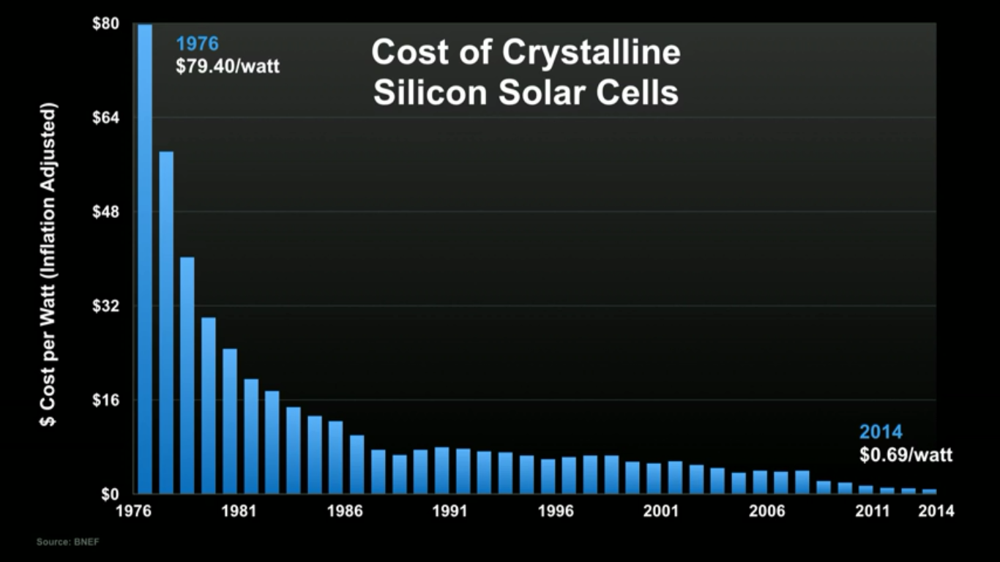 Cost of Crystalline
Silicon Solar Cells
$ Cost per Watt (Inflation Adjusted)
$80
$64
$48
$32
$16
$0
1976
$79.40/watt
2014
$0.69/watt
1976 1981 1986 1991 1996 2001 2006 2011 2014
Source: BNEF